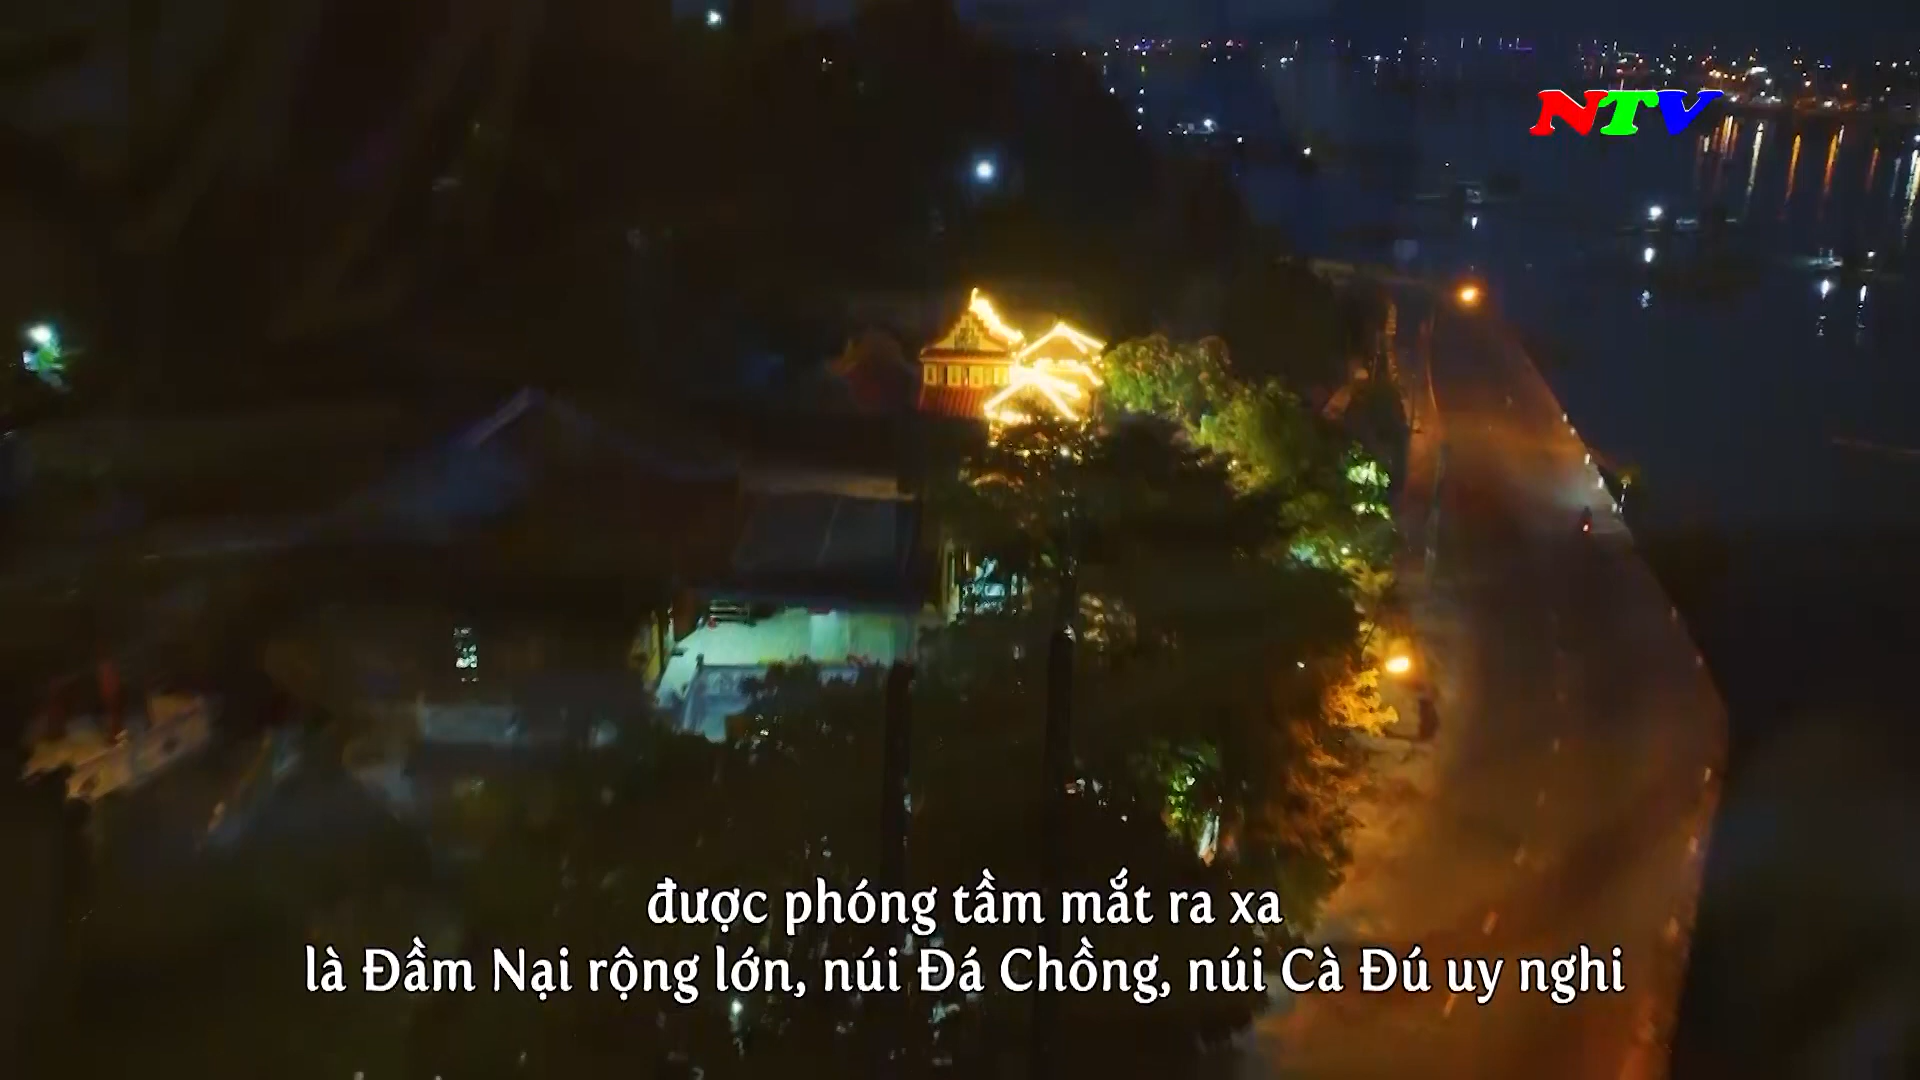 NTV
được phóng tầm mắt ra xa
là Đầm Nại rộng lớn, núi Đá Chồng, núi Cà Đú uy nghi